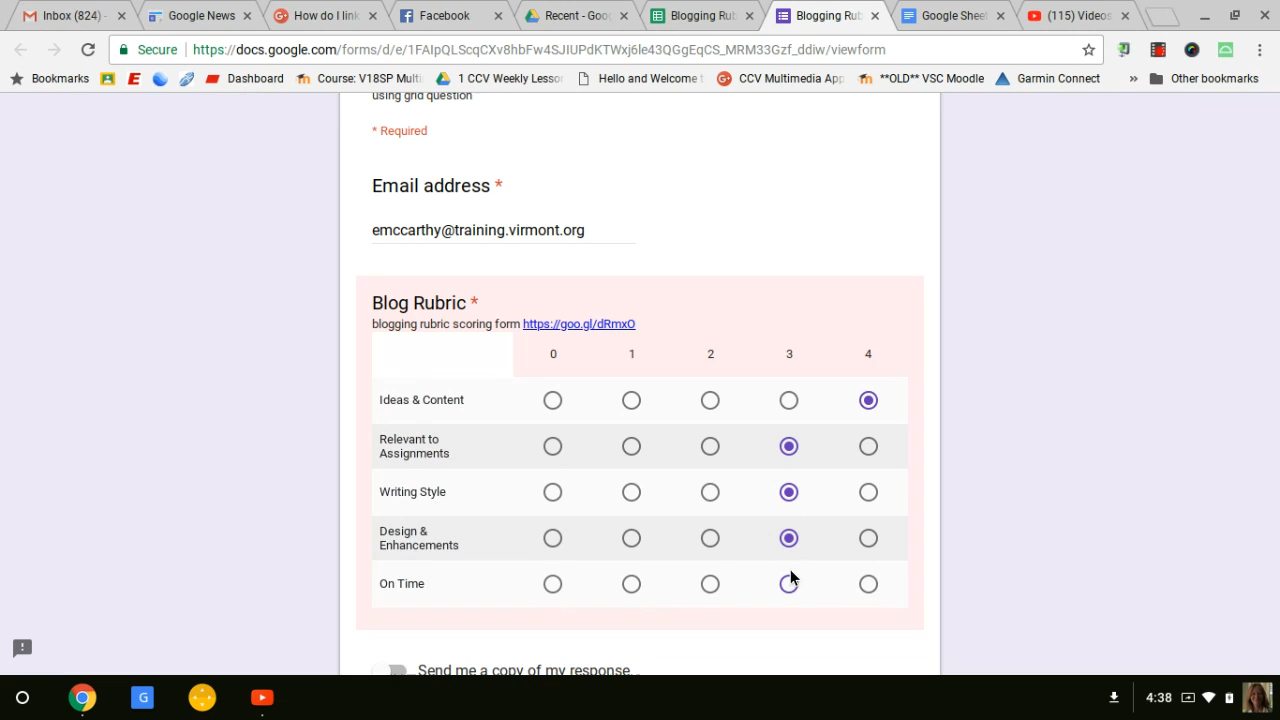 Inbox (824) -
Google News
How do I link
Facebook
Recent - Goo
Blogging Rub
Blogging Rub
Google Sheet
(115) Videos
Secure
https://docs.google.com/forms/d/e/1FAIpQLScqCXv8hbFw4SJIUPdKTWxj6le43QGgEqCS_MRM33Gzf_ddiw/viewform
Bookmarks
Dashboard
Course: V18SP Multi
1 CCV Weekly Lesson
Hello and Welcome t
CCV Multimedia App
**OLD** VSC Moodle
Garmin Connect
»
Other bookmarks
using grid question
* Required
Email address *
emccarthy@training.virmont.org
Blog Rubric *
blogging rubric scoring form https://goo.gl/dRmxO
0 1 2 3 4
Ideas & Content
Relevant to
Assignments
Writing Style
Design &
Enhancements
On Time
Send me a copy of my response.
4:38